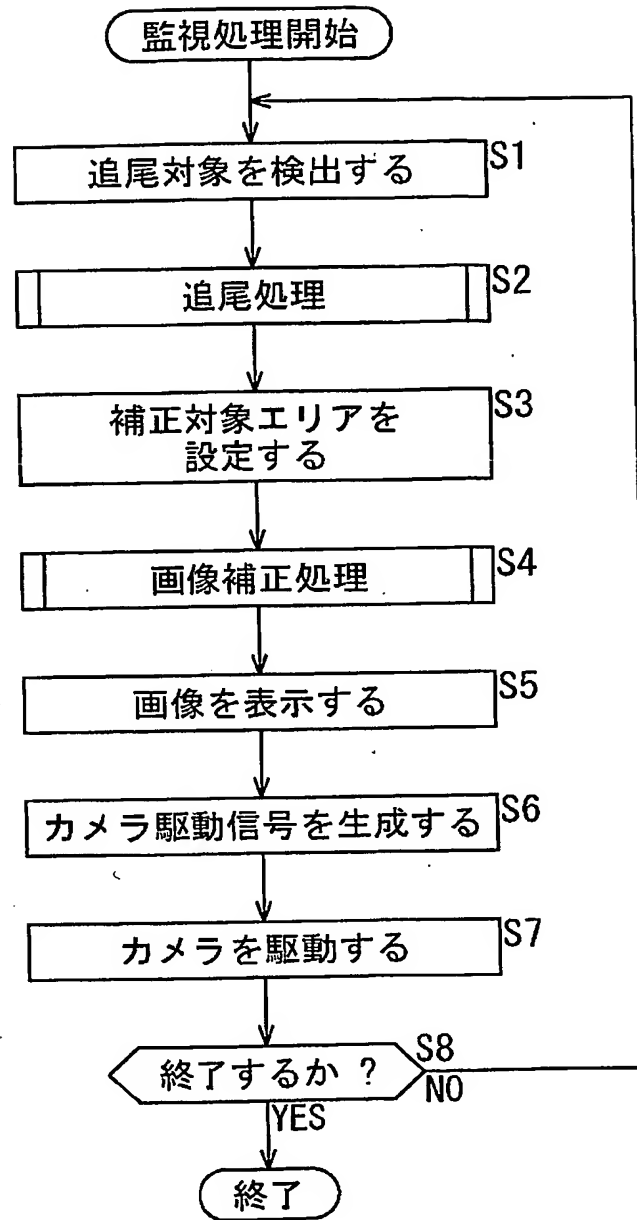 監視処理開始
追尾対象を検出する
S1
追尾処理
S2
補正対象エリアを
設定する
S3
画像補正処理
S4
画像を表示する
S5
カメラ駆動信号を生成する
S6
カメラを駆動する
S7
終了するか ?
S8
NO
YES
終了